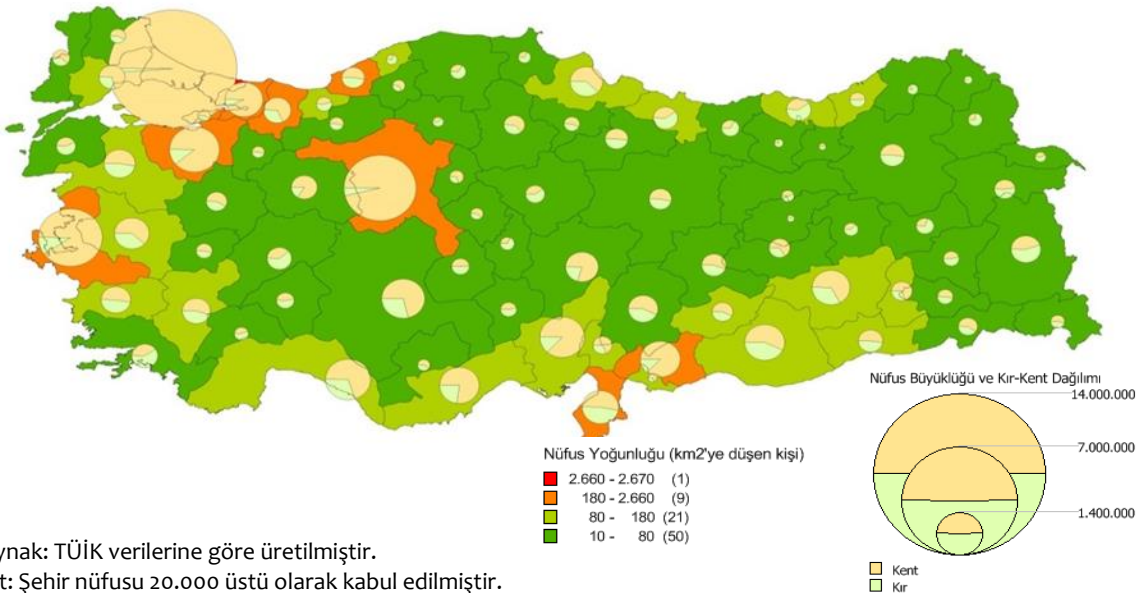 Nüfus Büyüklüğü ve Kır-Kent Dağılımı
14.000.000
7.000.000
1.400.000
Kent
Kır
Nüfus Yoğunluğu (km2'ye düşen kişi)
2.660 - 2.670 (1)
180 - 2.660 (9)
80 - 180 (21)
10 - 80 (50)
ynak: TÜİK verilerine göre üretilmiştir.
t: Şehir nüfusu 20.000 üstü olarak kabul edilmiştir.